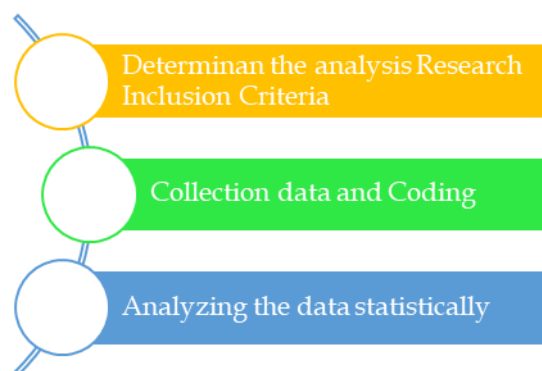 Determinan the analysis Research
Inclusion Criteria
Collection data and Coding
Analyzing the data statistically